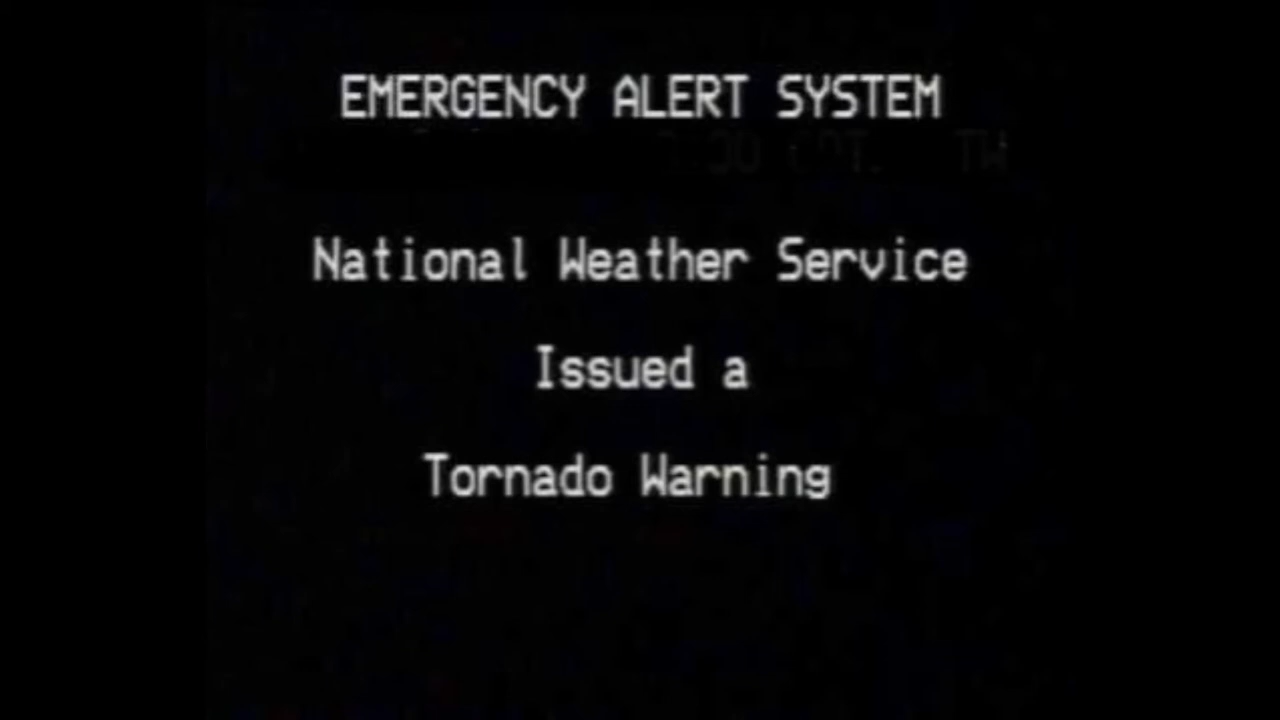 EMERGENCY ALERT SYSTEM
National Weather Service
Issued a
Tornado Warning